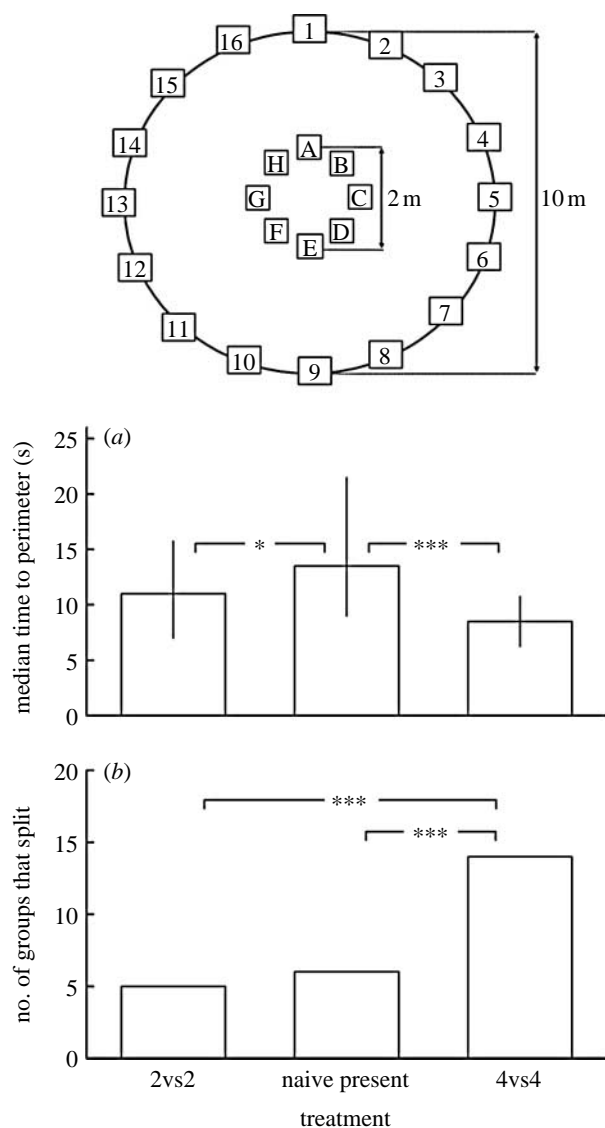 1
16 2
15 3
14 A 4
H B
13 G C 2 m 5 10 m
F D
12 E 6
11 7
10 9 8
(a)
25
20
15
10
5
0
median time to perimeter (s)
* ***
(b)
20
15
10
5
0
no. of groups that split
***
***
2vs2 naive present 4vs4
treatment